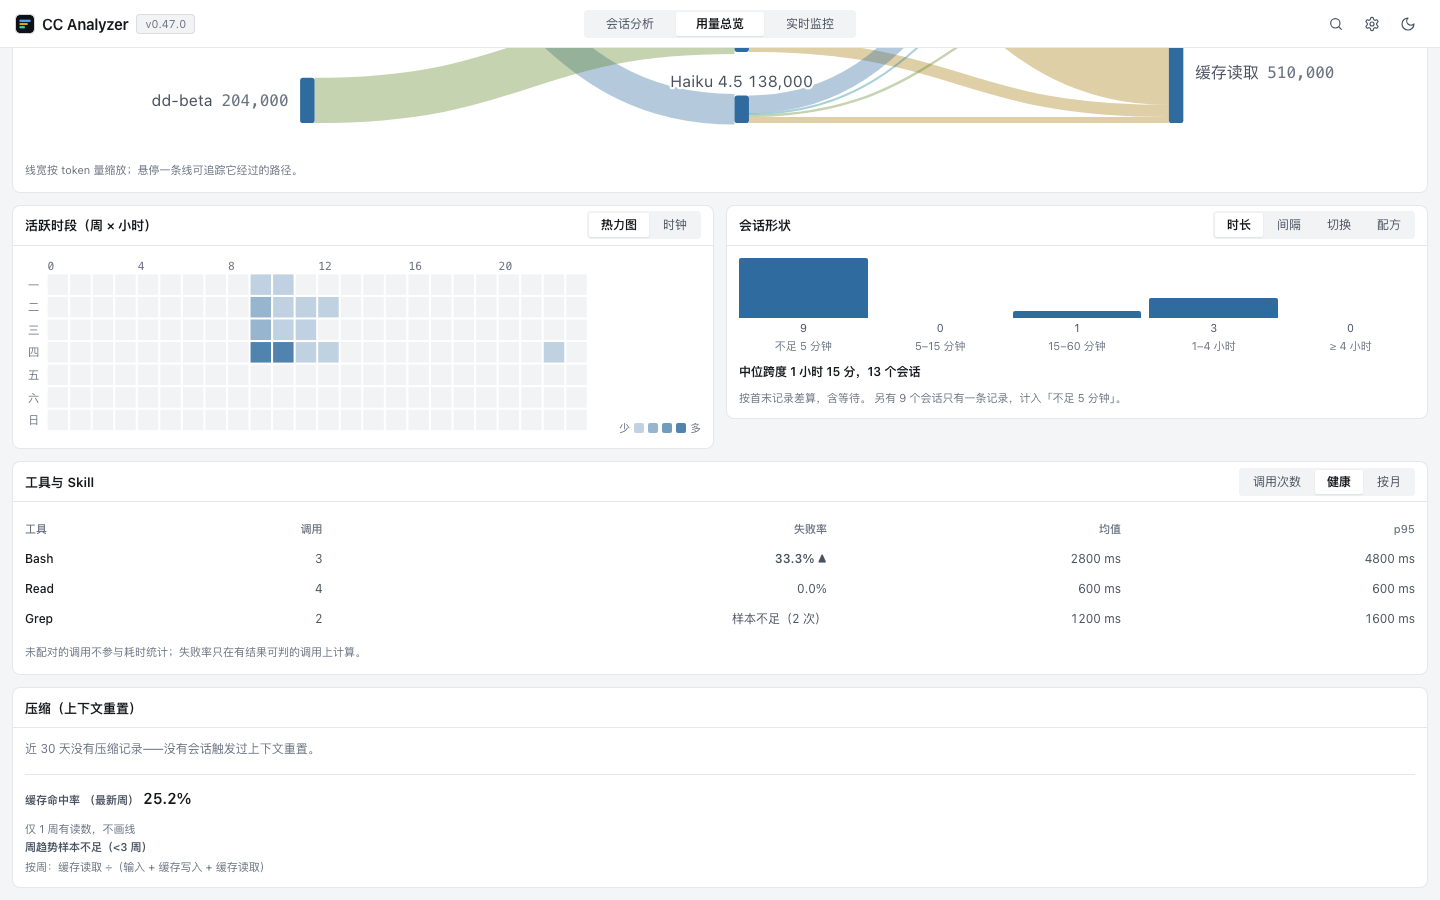 CC Analyzer v0.47.0 会话分析 用量总览 实时监控
Haiku 4.5 138,000
缓存读取 510,000
dd-beta 204,000
线宽按 token 量缩放；悬停一条线可追踪它经过的路径。
活跃时段（周 × 小时） 热力图 时钟
0 4 8 12 16 20
一
二
三
四
五
六
日
少 多
会话形状 时长 间隔 切换 配方
9 0 1 3 0
不足 5 分钟 5–15 分钟 15–60 分钟 1–4 小时 ≥ 4 小时
中位跨度 1 小时 15 分，13 个会话
按首末记录差算，含等待。 另有 9 个会话只有一条记录，计入「不足 5 分钟」。
工具与 Skill 调用次数 健康 按月
工具 调用 失败率 均值 p95
Bash 3 33.3% ▲ 2800 ms 4800 ms
Read 4 0.0% 600 ms 600 ms
Grep 2 样本不足（2 次） 1200 ms 1600 ms
未配对的调用不参与耗时统计；失败率只在有结果可判的调用上计算。
压缩（上下文重置）
近 30 天没有压缩记录——没有会话触发过上下文重置。
缓存命中率 （最新周） 25.2%
仅 1 周有读数，不画线
周趋势样本不足（<3 周）
按周：缓存读取 ÷（输入 + 缓存写入 + 缓存读取）